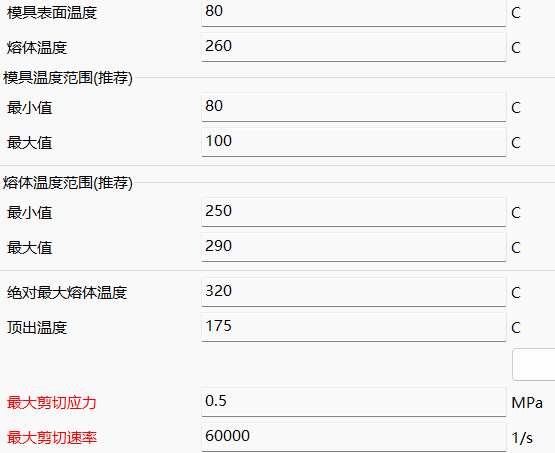 模具表面温度 80 C
熔体温度 260 C
模具温度范围(推荐)
最小值 80 C
最大值 100 C
熔体温度范围(推荐)
最小值 250 C
最大值 290 C
绝对最大熔体温度 320 C
顶出温度 175 C
最大剪切应力 0.5 MPa
最大剪切速率 60000 1/s